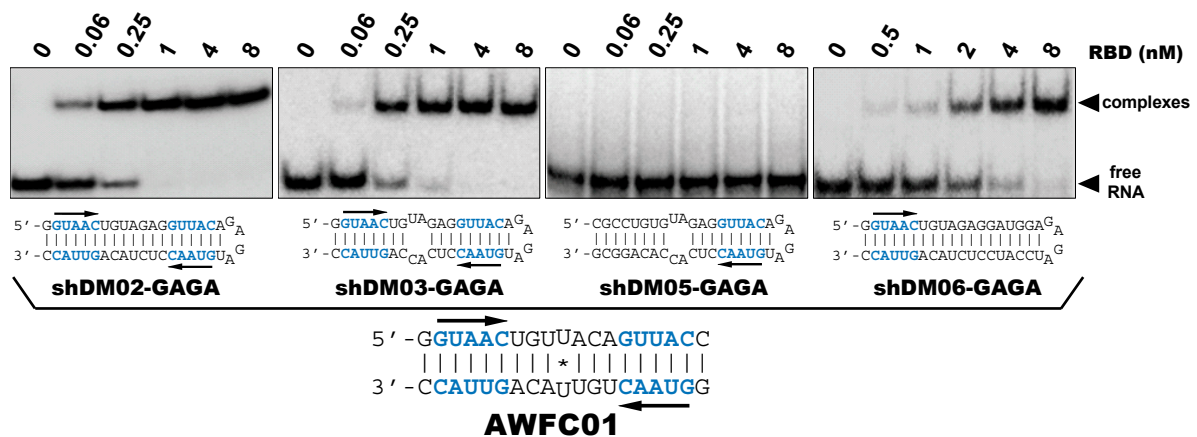 0 0.06 0.25 1 4 8 0 0.06 0.25 1 4 8 0 0.06 0.25 1 4 8 0 0.5 1 2 4 8 RBD (nM)
complexes
free
RNA
5′-GGUAACUGUAGAGGUUACAGA 5′-GGUAACUGUAGAGGUUACAGA 5′-CGCCUGUGUAGAGGUUACAGA 5′-GGUAACUGUAGAGGAUGGAGA
3′-CCAUUGACAUCUCCAAUGUAG 3′-CCAUUGACCACUCCAAUGUAG 3′-GCGGACACCACUCCAAUGUAG 3′-CCAUUGACAUCUCCUACCUAG
shDM02-GAGA shDM03-GAGA shDM05-GAGA shDM06-GAGA
5′-GGUAACUGUUACAGUUACC
*
3′-CCAUUGACAUUGUCAAUGG
AWFC01